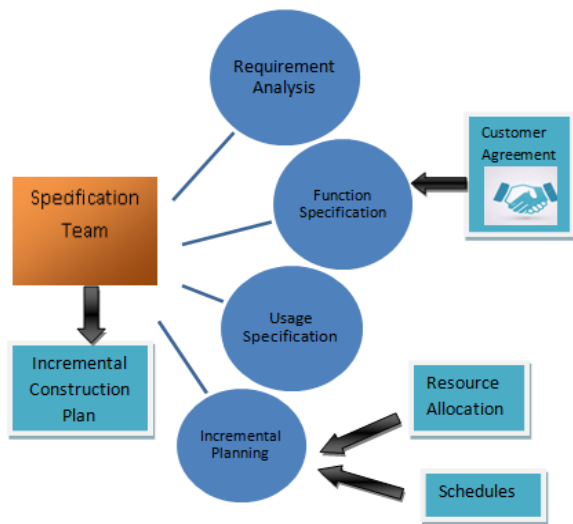 Requirement
Analysis
Customer
Agreement
Function
Specification
Specification
Team
Usage
Specification
Incremental
Construction
Plan
Resource
Allocation
Incremental
Planning
Schedules